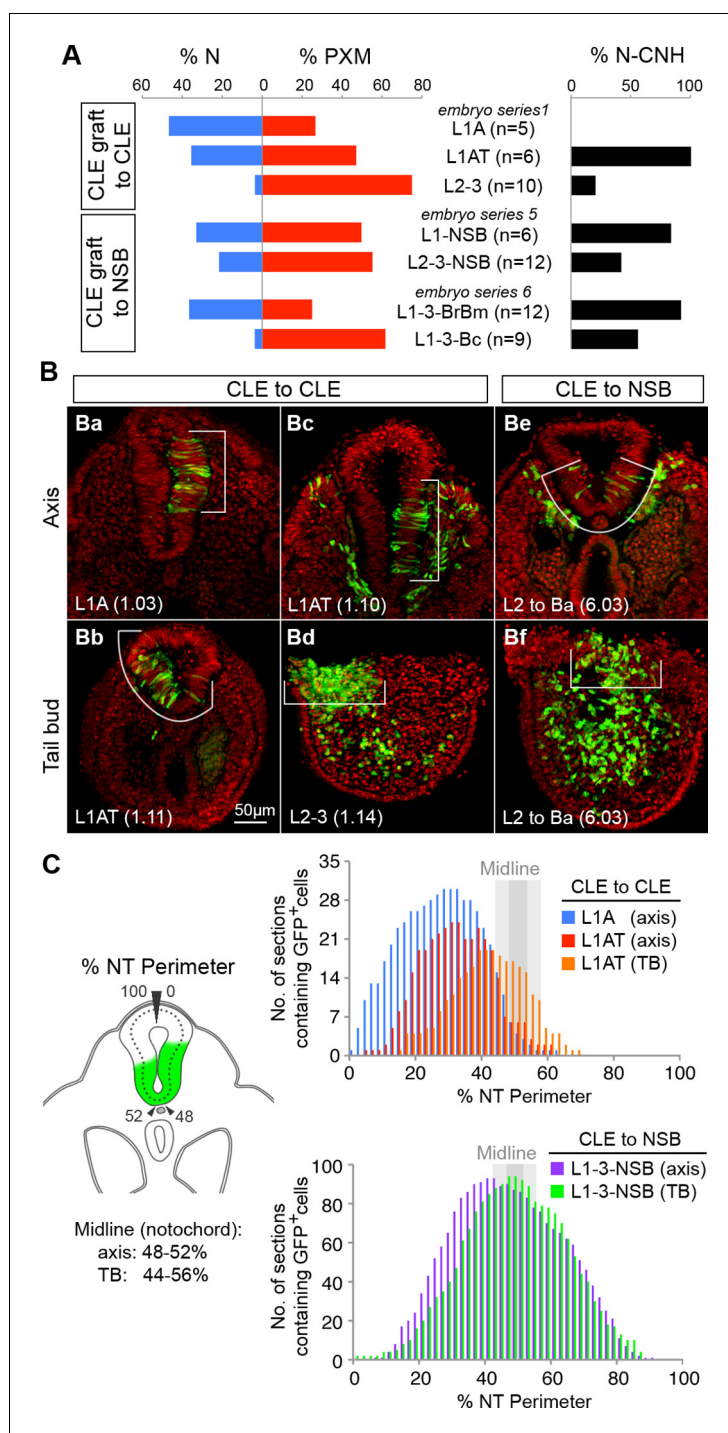 A
% N
% PXM
% N-CNH
60 40 20 0 20 40 60 80
0 20 40 60 80 100
CLE graft to CLE
embryo series1
L1A (n=5)
L1AT (n=6)
L2-3 (n=10)
CLE graft to NSB
embryo series 5
L1-NSB (n=6)
L2-3-NSB (n=12)
embryo series 6
L1-3-BrBm (n=12)
L1-3-Bc (n=9)
B
CLE to CLE
CLE to NSB
Axis
Ba
L1A (1.03)
Bc
L1AT (1.10)
Be
L2 to Ba (6.03)
Tail bud
Bb
L1AT (1.11)
50µm
Bd
L2-3 (1.14)
Bf
L2 to Ba (6.03)
C
% NT Perimeter
100 0
52 48
Midline (notochord):
axis: 48-52%
TB: 44-56%
No. of sections
containing GFP+cells
35
28
21
14
7
0
Midline
CLE to CLE
L1A (axis)
L1AT (axis)
L1AT (TB)
0 20 40 60 80 100
% NT Perimeter
No. of sections
containing GFP+cells
100
80
60
40
20
0
Midline
CLE to NSB
L1-3-NSB (axis)
L1-3-NSB (TB)
0 20 40 60 80 100
% NT Perimeter